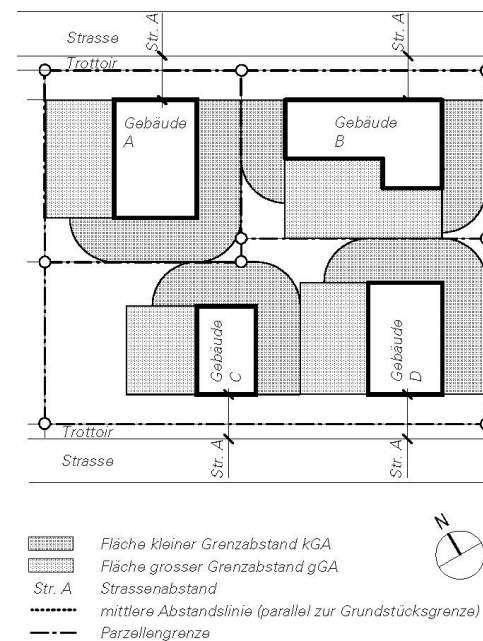 Str. A
Str. A
Strasse
Trottoir
Gebäude
A
Gebäude
B
Gebäude
C
Gebäude
D
Trottoir
Strasse
Str. A
Str. A
N
Fläche kleiner Grenzabstand kGA
Fläche grosser Grenzabstand gGA
Str. A Strassenabstand
mittlere Abstandslinie (parallel zur Grundstücksgrenze)
Parzellengrenze